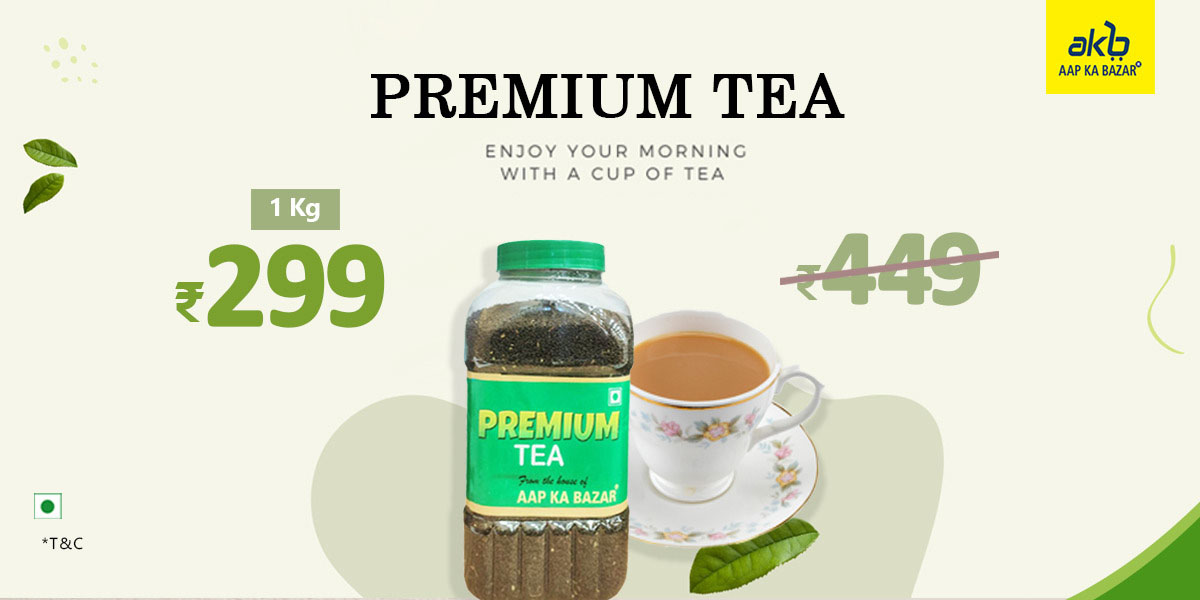 akb
AAP KA BAZAR
PREMIUM TEA
ENJOY YOUR MORNING
WITH A CUP OF TEA
1 Kg
₹299
₹449
PREMIUM
TEA
From the house of
AAP KA BAZAR
*T&C